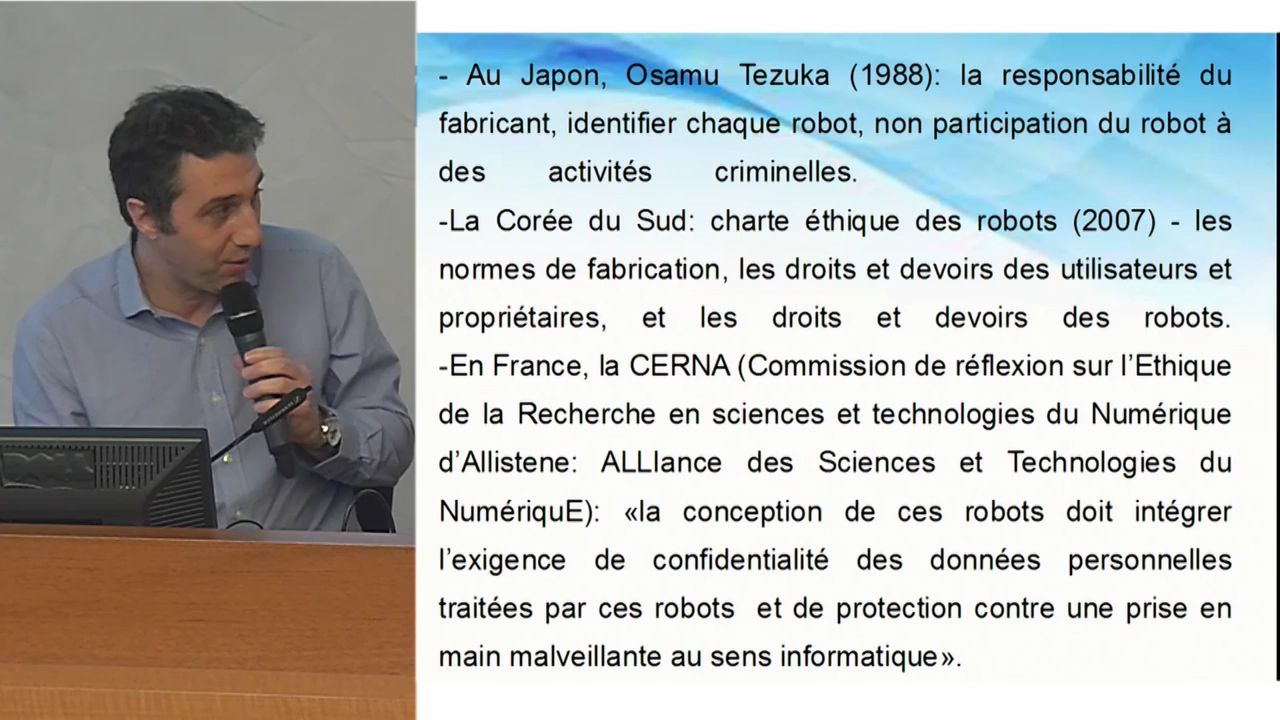 - Au Japon, Osamu Tezuka (1988): la responsabilité du
fabricant, identifier chaque robot, non participation du robot à
des activités criminelles.
-La Corée du Sud: charte éthique des robots (2007) - les
normes de fabrication, les droits et devoirs des utilisateurs et
propriétaires, et les droits et devoirs des robots.
-En France, la CERNA (Commission de réflexion sur l’Ethique
de la Recherche en sciences et technologies du Numérique
d’Allistene: ALLIance des Sciences et Technologies du
NumériquE): «la conception de ces robots doit intégrer
l’exigence de confidentialité des données personnelles
traitées par ces robots et de protection contre une prise en
main malveillante au sens informatique».